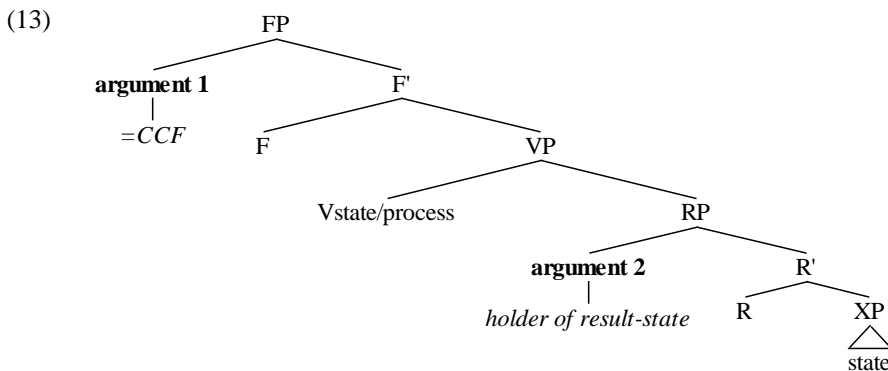 (13)
FP
argument 1 F'
=CCF F VP
Vstate/process RP
argument 2 R'
holder of result-state R XP
state